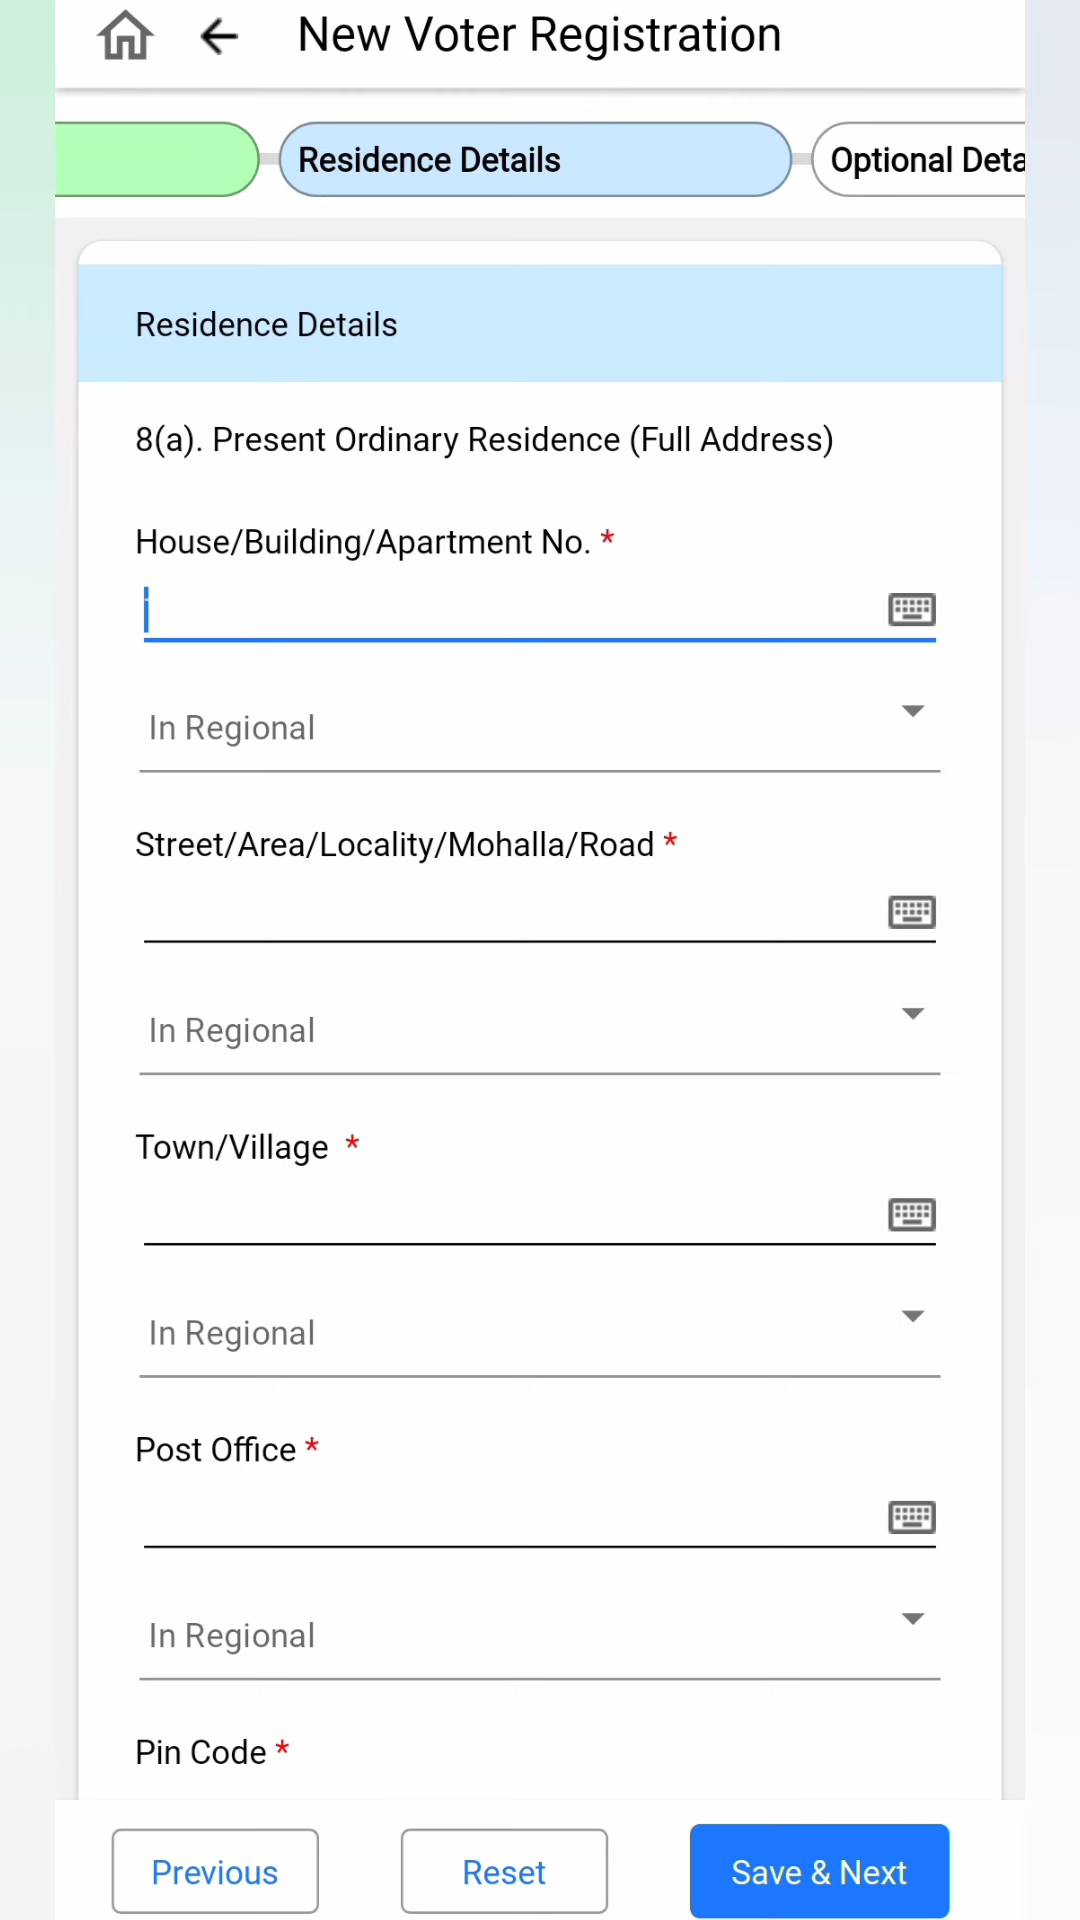 New Voter Registration
Residence Details
Optional Deta
Residence Details
8(a). Present Ordinary Residence (Full Address)
House/Building/Apartment No. *
In Regional
Street/Area/Locality/Mohalla/Road *
In Regional
Town/Village *
In Regional
Post Office *
In Regional
Pin Code *
Previous
Reset
Save & Next